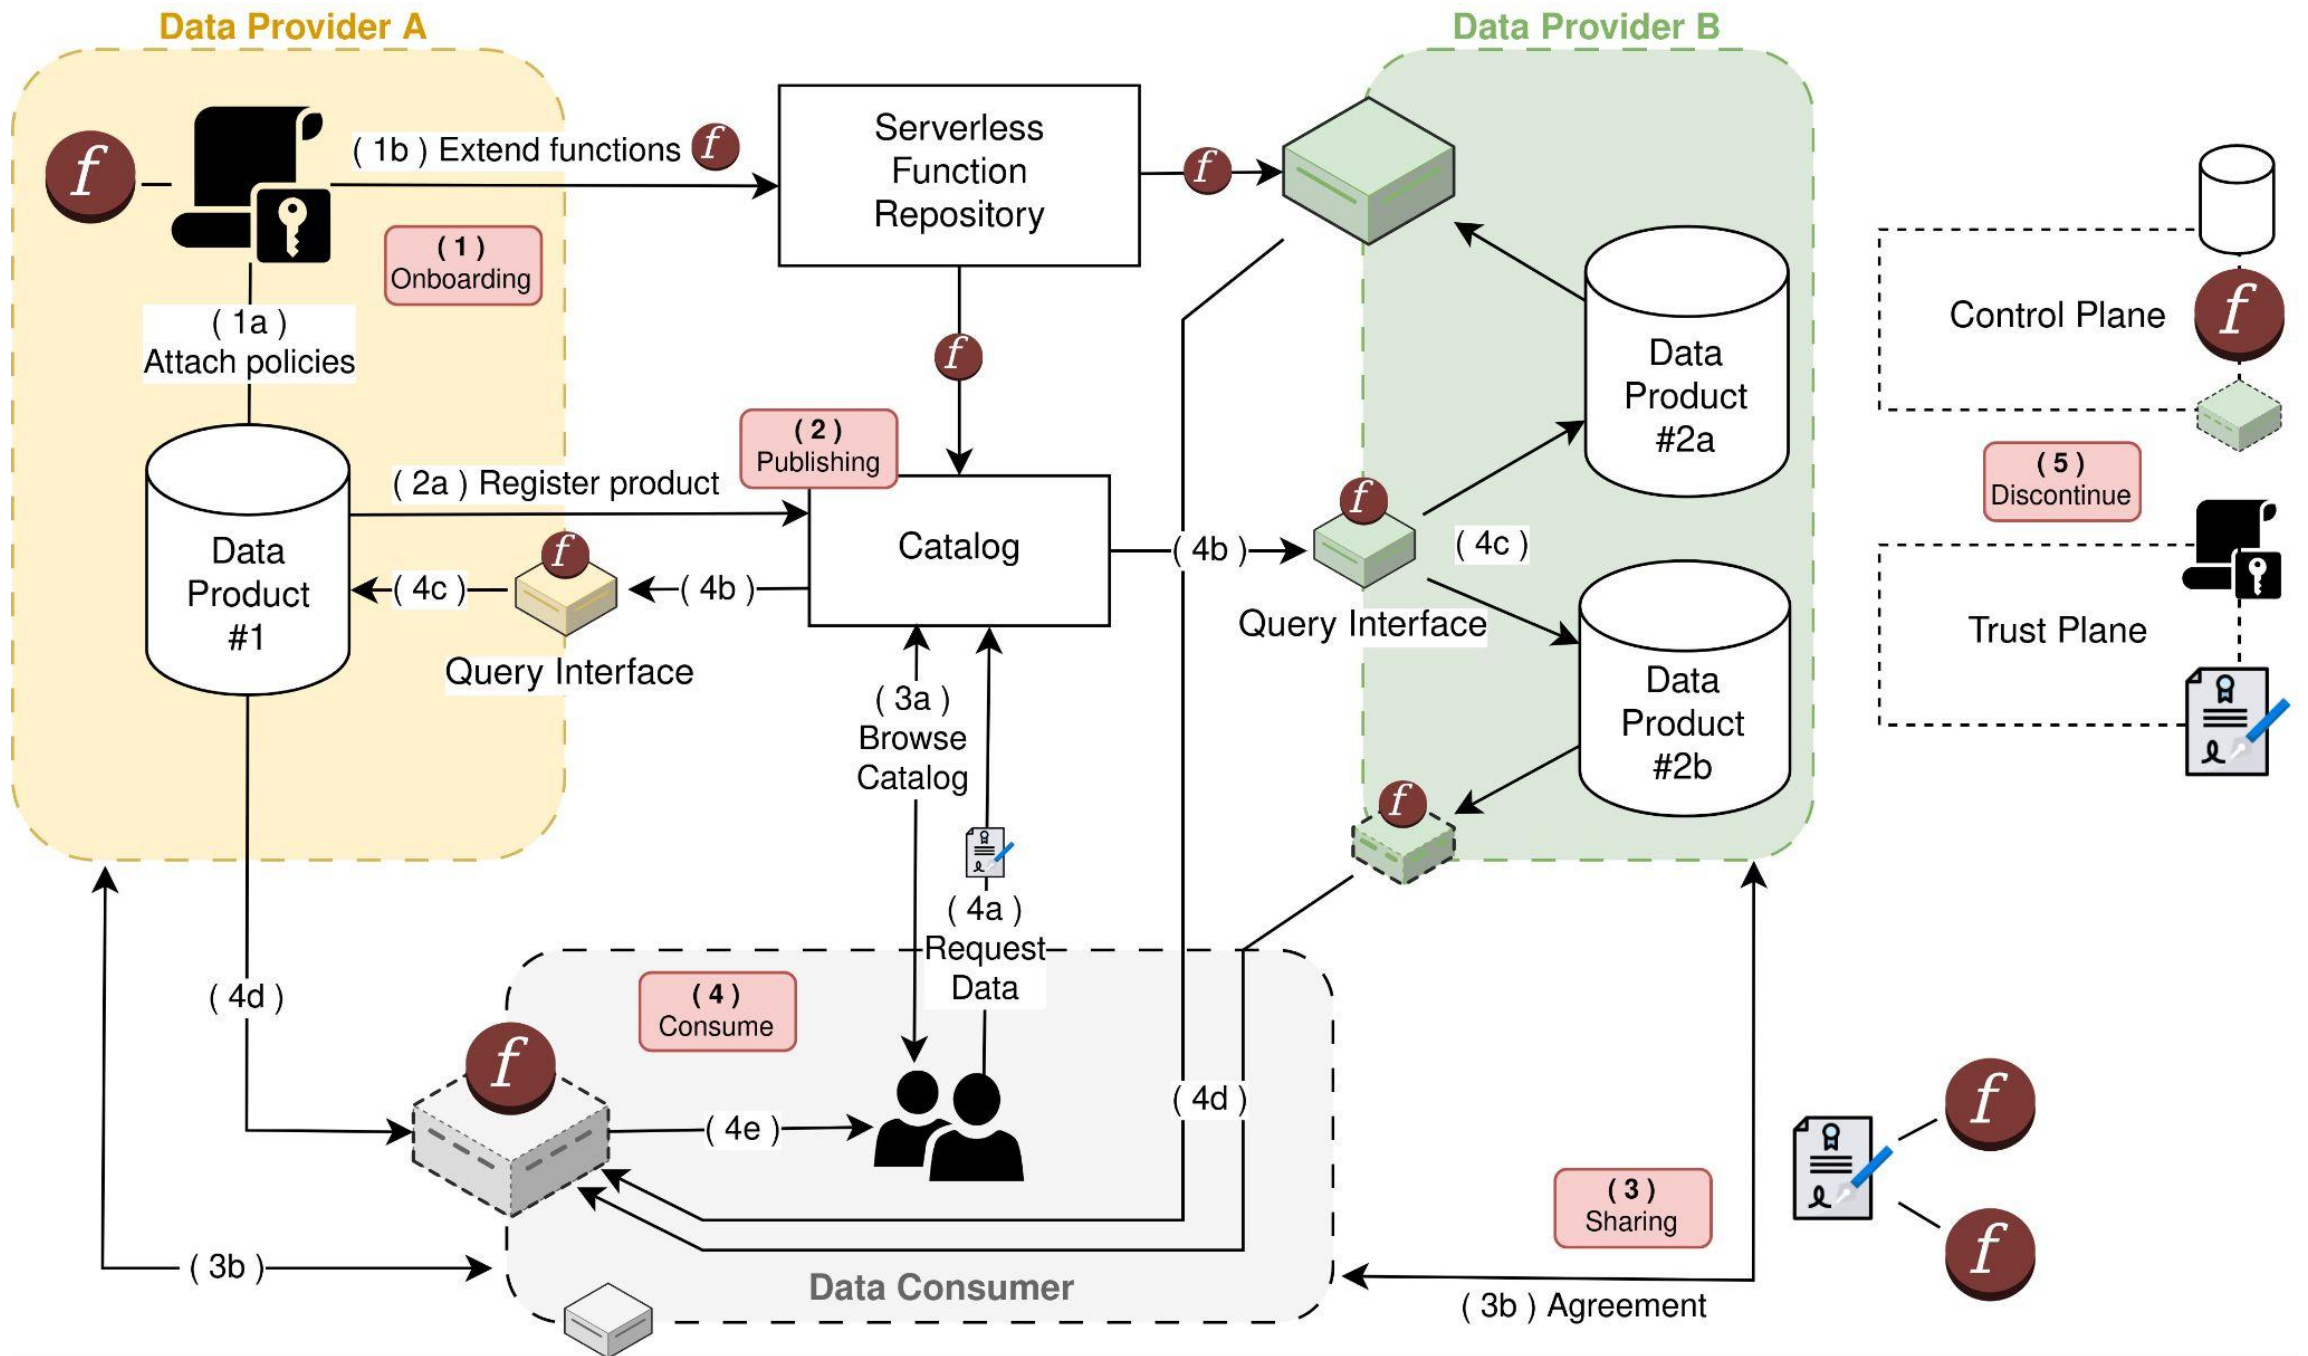 Data Provider A
Data Provider B
f
( 1b ) Extend functions f
Serverless
Function
Repository
f
( 1 )
Onboarding
( 1a )
Attach policies
f
Data
Product
#2a
Control Plane
f
( 2 )
Publishing
( 2a ) Register product
Data
Product
#1
f
( 4c )
( 4b )
Query Interface
Catalog
( 4b )
f
( 4c )
Query Interface
( 5 )
Discontinue
Trust Plane
Data
Product
#2b
f
( 3a )
Browse
Catalog
( 4a )
Request
Data
( 4d )
( 4 )
Consume
f
( 4e )
( 4d )
( 3 )
Sharing
f
f
( 3b )
Data Consumer
( 3b ) Agreement